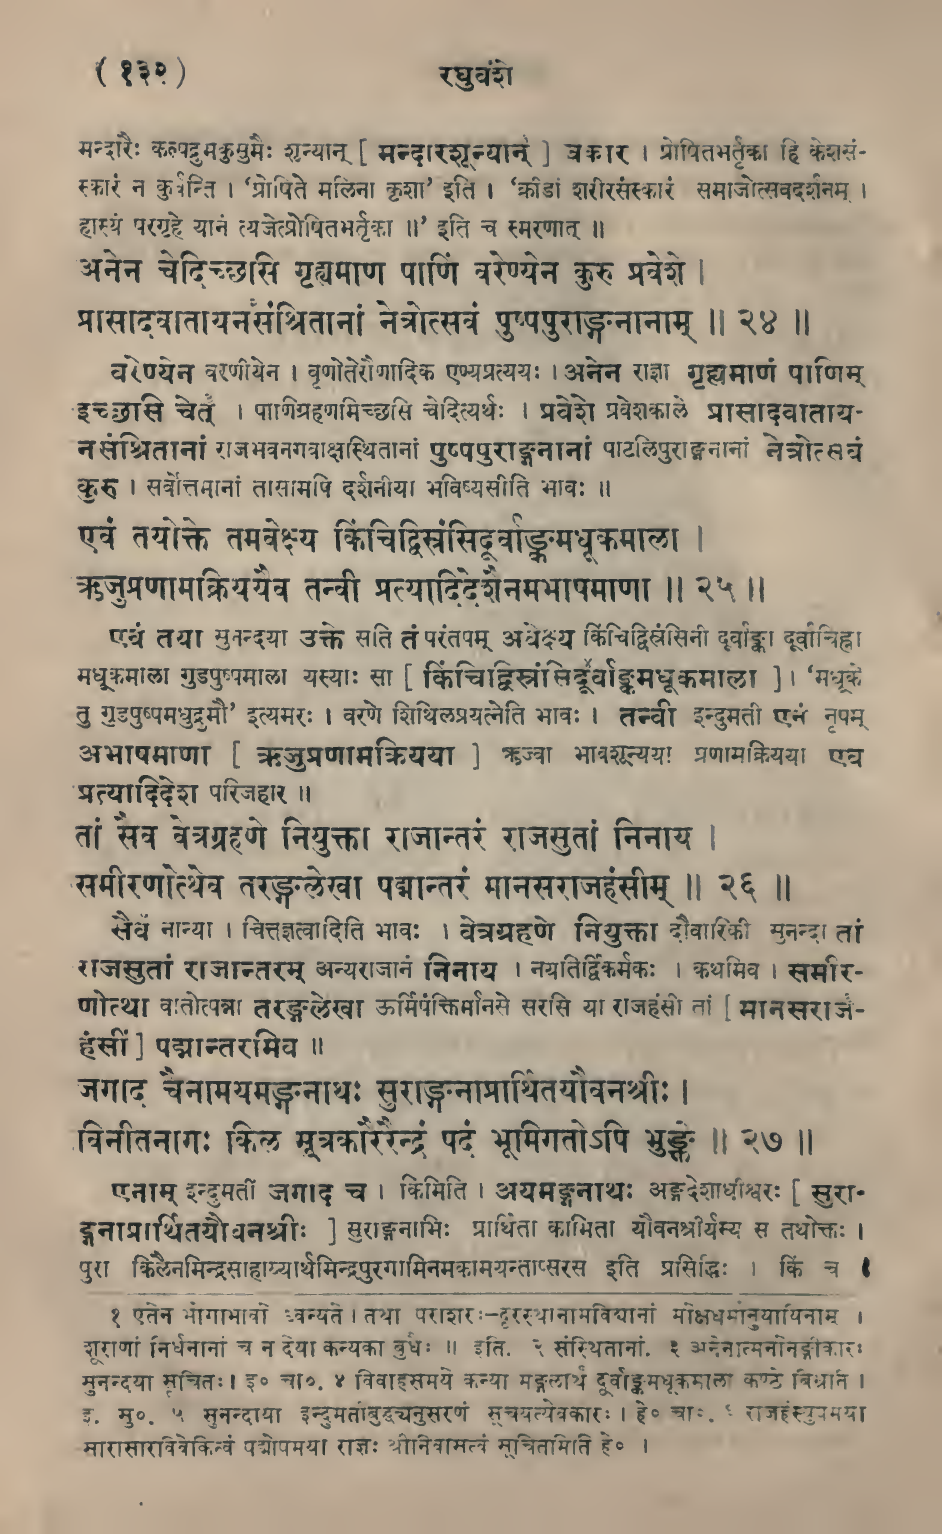 ( १३२ ) रघुवंशे
मन्दारैः कल्पद्रुमकुसुमैः शून्यान् [ मन्दारशून्यान् ] चकार । प्रोषितभर्तृका हि केशसं-
स्कारं न कुर्वन्ति । ‘प्रोषिते मलिना कृशा’ इति । ‘क्रीडां शरीरसंस्कारं समाजोत्सवदर्शनम् ।
हास्यं परगृहे यानं त्यजेत्प्रोषितभर्तृका ॥’ इति च स्मरणात् ॥
अनेन चेदिच्छसि गृह्यमाण पाणिं वरेण्येन कुरु प्रवेशे ।
प्रासादवातायनसंश्रितानां नेत्रोत्सवं पुष्पपुराङ्गनानाम् ॥ २४ ॥
वरेण्येन वरणीयेन । वृणोतेरौणादिक एण्यप्रत्ययः । अनेन राज्ञा गृह्यमाणं पाणिम्
इच्छसि चेत् । पाणिग्रहणमिच्छसि चेदित्यर्थः । प्रवेशे प्रवेशकाले प्रासादवाताय-
नसंश्रितानां राजभवनगवाक्षस्थितानां पुष्पपुराङ्गनानां पाटलिपुराङ्गनानां नेत्रोत्सवं
कुरु । सर्वोत्तमानां तासामपि दर्शनीया भविष्यसीति भावः ॥
एवं तयोक्ते तमवेक्ष्य किंचिद्विस्रंसिदूर्वाङ्कमधूकमाला ।
ऋजुप्रणामक्रिययैव तन्वी प्रत्यादिदेशैनमभाषमाणा ॥ २५ ॥
एवं तया सुनन्दया उक्ते सति तं परंतपम् अवेक्ष्य किंचिद्विस्रंसिनी दूर्वाङ्का दूर्वाचिह्ना
मधूकमाला गुडपुष्पमाला यस्याः सा [ किंचिद्विस्रंसिदूर्वाङ्कमधूकमाला ] । ‘मधूके
तु गुडपुष्पमधुद्रुमौ’ इत्यमरः । वरणे शिथिलप्रयत्नेति भावः । तन्वी इन्दुमती एनं नृपम्
अभाषमाणा [ ऋजुप्रणामक्रियया ] ऋज्वा भावशून्यया प्रणामक्रियया एव
प्रत्यादिदेश परिजहार ॥
तां सैव वेत्रग्रहणे नियुक्ता राजान्तरं राजसुतां निनाय ।
समीरणोत्थेव तरङ्गलेखा पद्मान्तरं मानसराजहंसीम् ॥ २६ ॥
सैव नान्या । चित्तज्ञत्वादिति भावः । वेत्रग्रहणे नियुक्ता दौवारिकी सुनन्दा तां
राजसुतां राजान्तरम् अन्यराजानं निनाय । नयतिर्द्विकर्मकः । कथमिव । समीर-
णोत्था वातोत्पन्ना तरङ्गलेखा ऊर्मिपंक्तिर्मानसे सरसि या राजहंसी तां [ मानसराज-
हंसीं ] पद्मान्तरमिव ॥
जगाद चैनामयमङ्गनाथः सुराङ्गनाप्रार्थितयौवनश्रीः ।
विनीतनागः किल सूत्रकारैरैन्द्रं पदं भूमिगतोऽपि भुङ्क्ते ॥ २७ ॥
एनाम् इन्दुमतीं जगाद च । किमिति । अयमङ्गनाथः अङ्गदेशाधीश्वरः [ सुरा-
ङ्गनाप्रार्थितयौवनश्रीः ] सुराङ्गनाभिः प्रार्थिता कामिता यौवनश्रीर्यस्य स तथोक्तः ।
पुरा किलैनमिन्द्रसाहाय्यार्थमिन्द्रपुरगामिनमकामयन्ताप्सरस इति प्रसिद्धिः । किं च ।
१ एतेन भोगाभावो ध्वन्यते । तथा पराशरः-दूरस्थानामविद्यानां मोक्षधर्मानुयायिनाम् ।
शूराणां निर्धनानां च न देया कन्यका बुधैः ॥ इति. २ संस्थितानां. ३ अनेनात्मनोनङ्गीकारः
सुनन्दया सूचितः । इ० चा०. ४ विवाहसमये कन्या मङ्गलार्थं दूर्वाङ्कमधूकमाला कण्ठे बिभ्रति ।
इ. मु०. ५ सुनन्दाया इन्दुमतीबुद्ध्यनुसरणं सूचयत्येवकारः । हे० चा०. ६ राजहंस्युपमया
सारासारविवेकित्वं पद्मोपमया राज्ञः श्रीनिवासत्वं सूचितमिति हे० ।